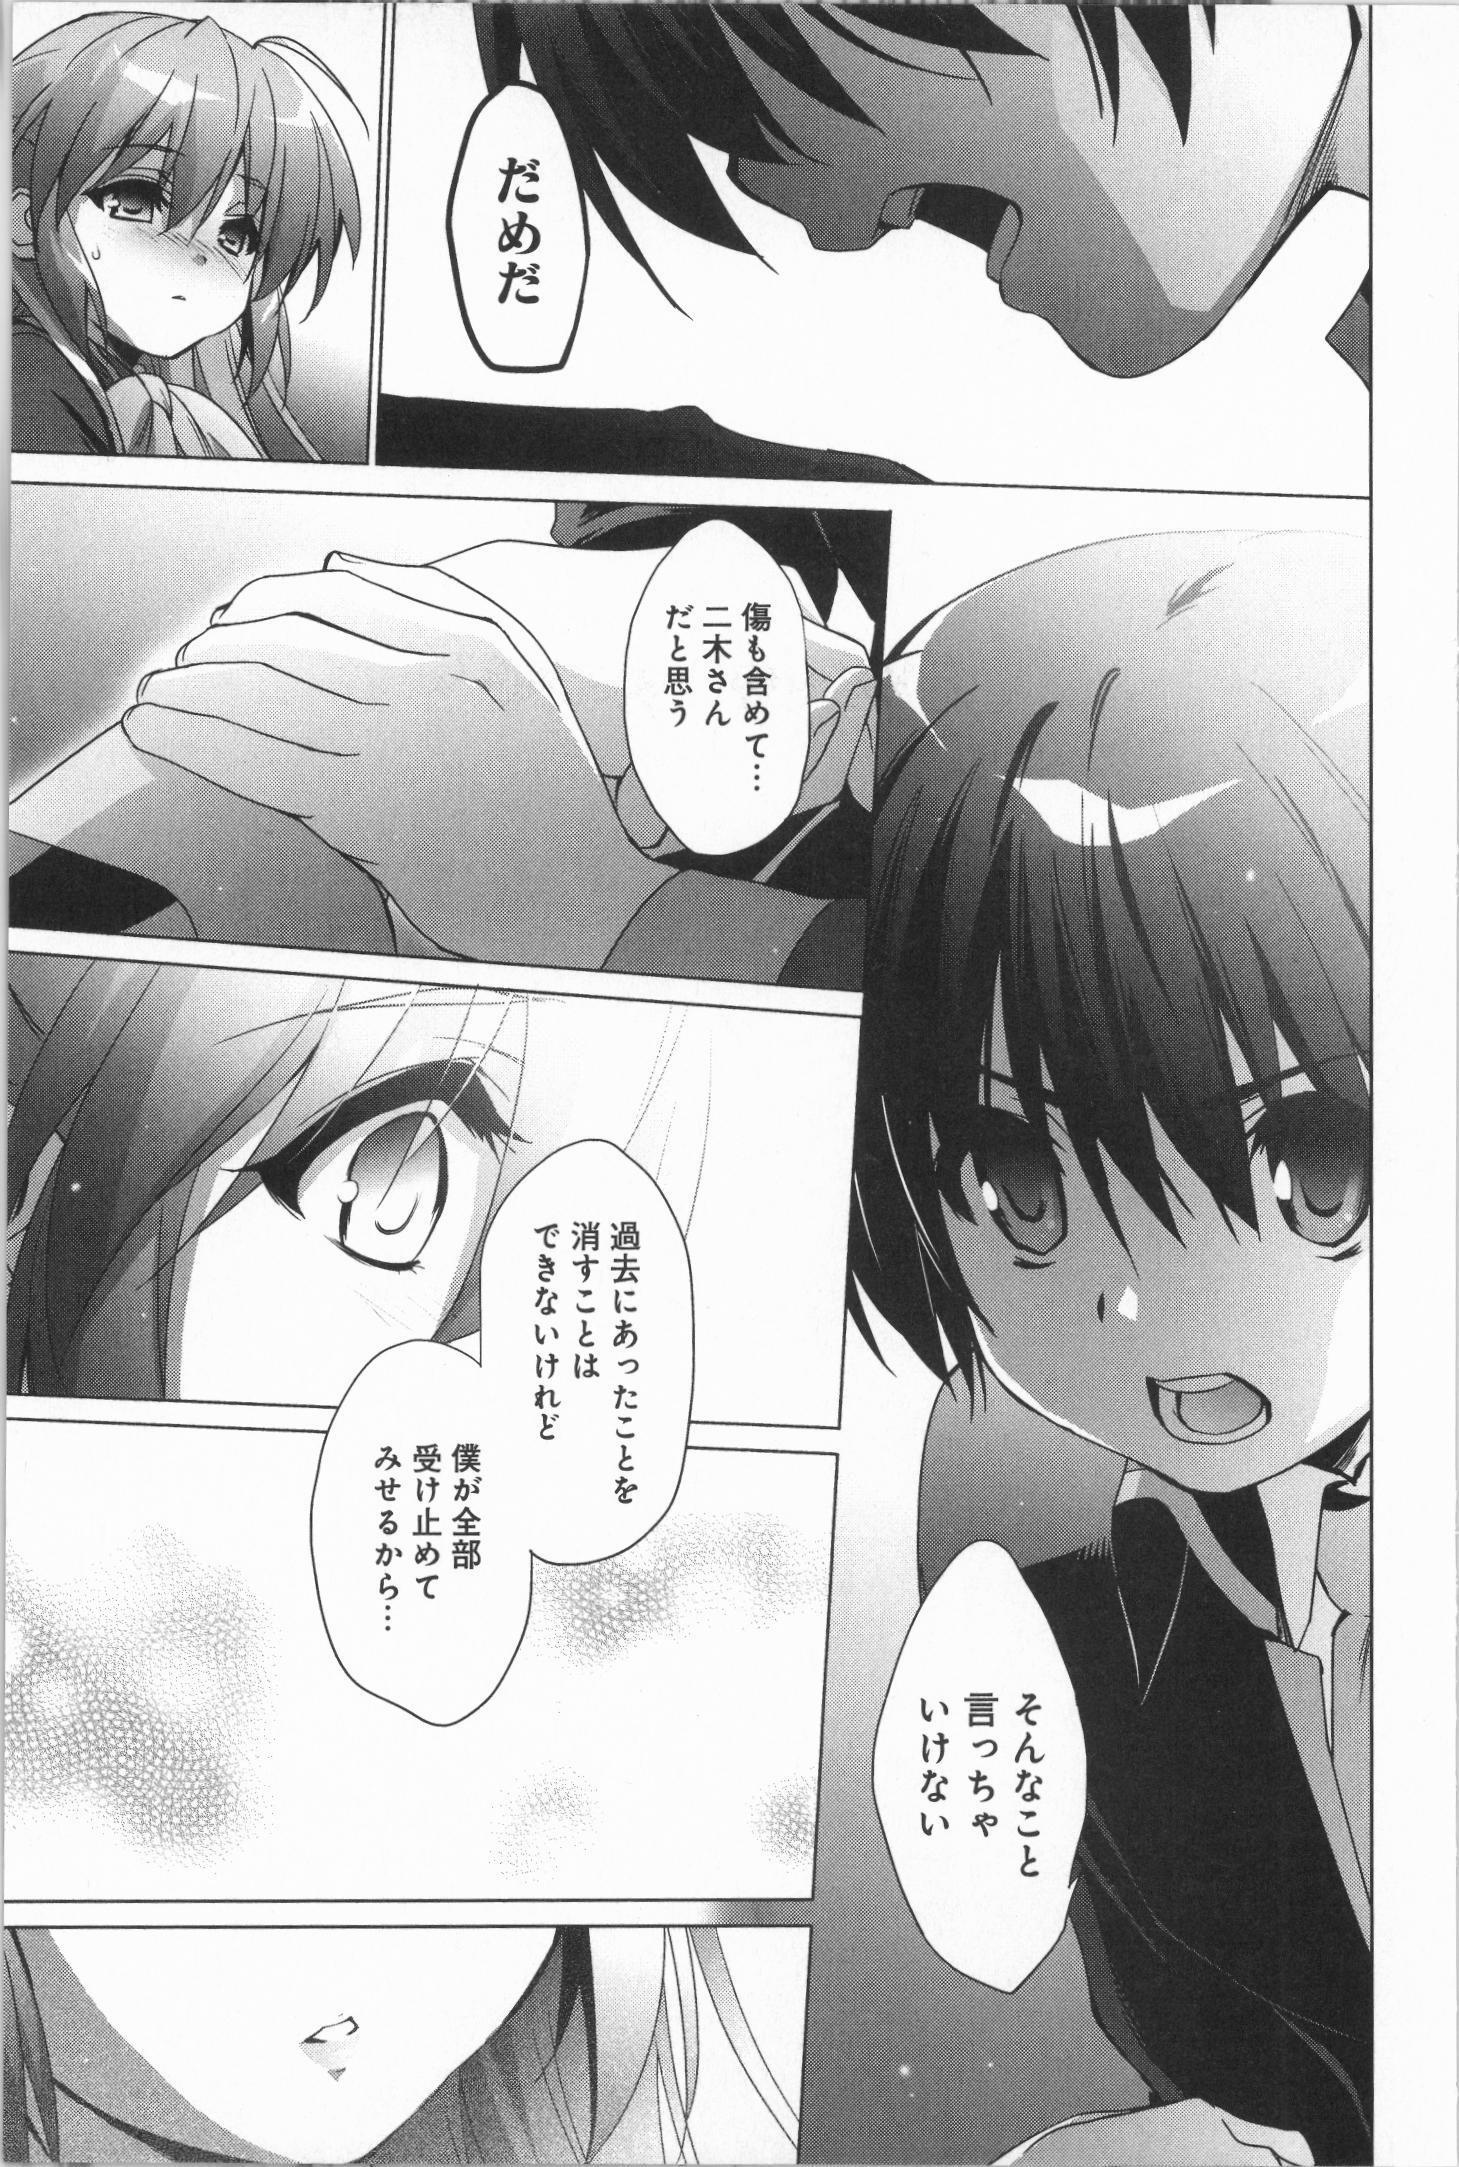 だめだ
そんなこと
言っちゃ
いけない
傷も含めて…
二木さん
だと思う
過去にあったことを
消すことは
できないけれど
僕が全部
受け止めて
みせるから…